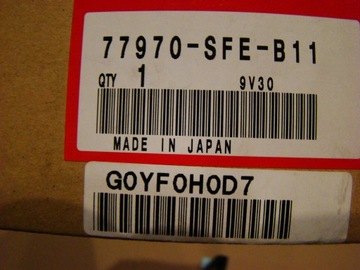 77970-SFE-B11
QTY 1 9V30
MADE IN JAPAN
G0YF0H0D7